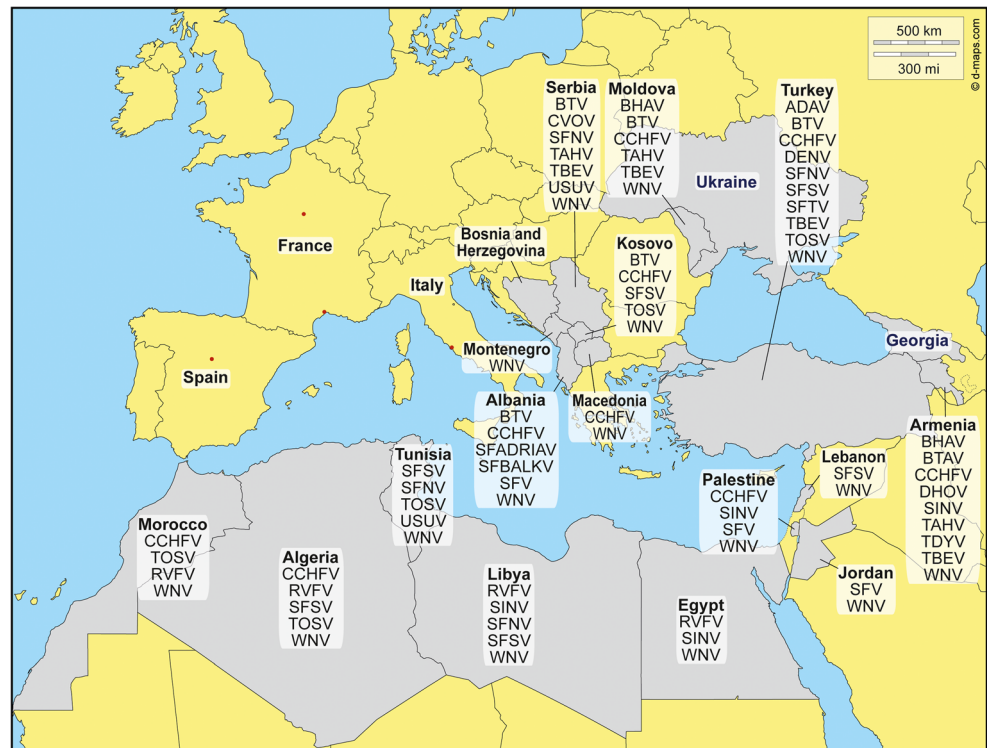 500 km
300 mi
© d-maps.com
Serbia
BTV
CVOV
SFNV
TAHV
TBEV
USUV
WNV
Moldova
BHAV
BTV
CCHFV
TAHV
TBEV
WNV
Turkey
ADAV
BTV
CCHFV
DENV
SFNV
SFSV
SFTV
TBEV
TOSV
WNV
Ukraine
France
Bosnia and
Herzegovina
Kosovo
BTV
CCHFV
SFSV
TOSV
WNV
Italy
Georgia
Montenegro
WNV
Spain
Albania
BTV
CCHFV
SFADRIAV
SFBALKV
SFV
WNV
Macedonia
CCHFV
WNV
Armenia
BHAV
BTAV
CCHFV
DHOV
SINV
TAHV
TDYV
TBEV
WNV
Tunisia
SFSV
SFNV
TOSV
USUV
WNV
Lebanon
SFSV
WNV
Palestine
CCHFV
SINV
SFV
WNV
Morocco
CCHFV
TOSV
RVFV
WNV
Algeria
CCHFV
RVFV
SFSV
TOSV
WNV
Libya
RVFV
SINV
SFNV
SFSV
WNV
Jordan
SFV
WNV
Egypt
RVFV
SINV
WNV